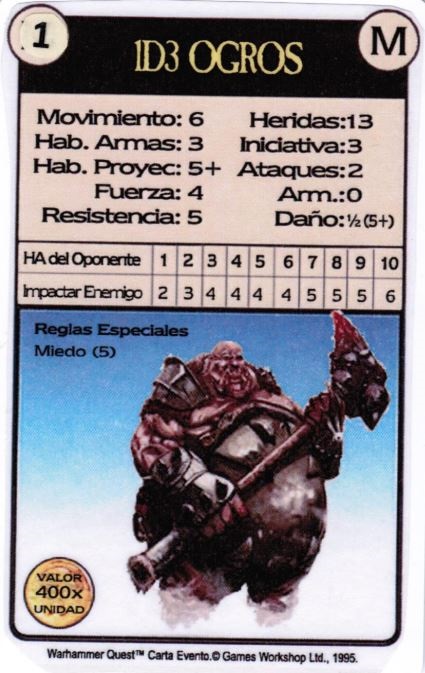 1
1D3 OGROS
M
Movimiento: 6 Heridas:13
Hab. Armas: 3 Iniciativa:3
Hab. Proyec: 5+ Ataques:2
Fuerza: 4 Arm.:0
Resistencia: 5 Daño:½ (5+)
HA del Oponente 1 2 3 4 5 6 7 8 9 10
Impactar Enemigo 2 3 4 4 4 4 5 5 5 6
Reglas Especiales
Miedo (5)
VALOR
400x
UNIDAD
Warhammer Quest™ Carta Evento.© Games Workshop Ltd., 1995.